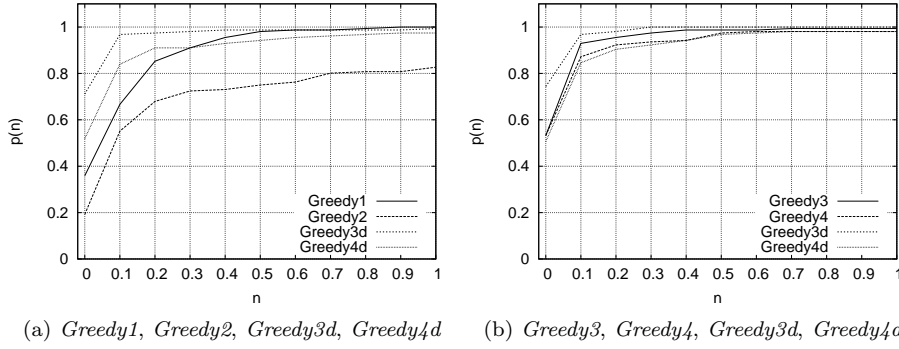 1
0.8
0.6
0.4
0.2
0
p(n)
0 0.1 0.2 0.3 0.4 0.5 0.6 0.7 0.8 0.9 1
n
Greedy1
Greedy2
Greedy3d
Greedy4d
(a) Greedy1, Greedy2, Greedy3d, Greedy4d
1
0.8
0.6
0.4
0.2
0
p(n)
0 0.1 0.2 0.3 0.4 0.5 0.6 0.7 0.8 0.9 1
n
Greedy3
Greedy4
Greedy3d
Greedy4d
(b) Greedy3, Greedy4, Greedy3d, Greedy4d